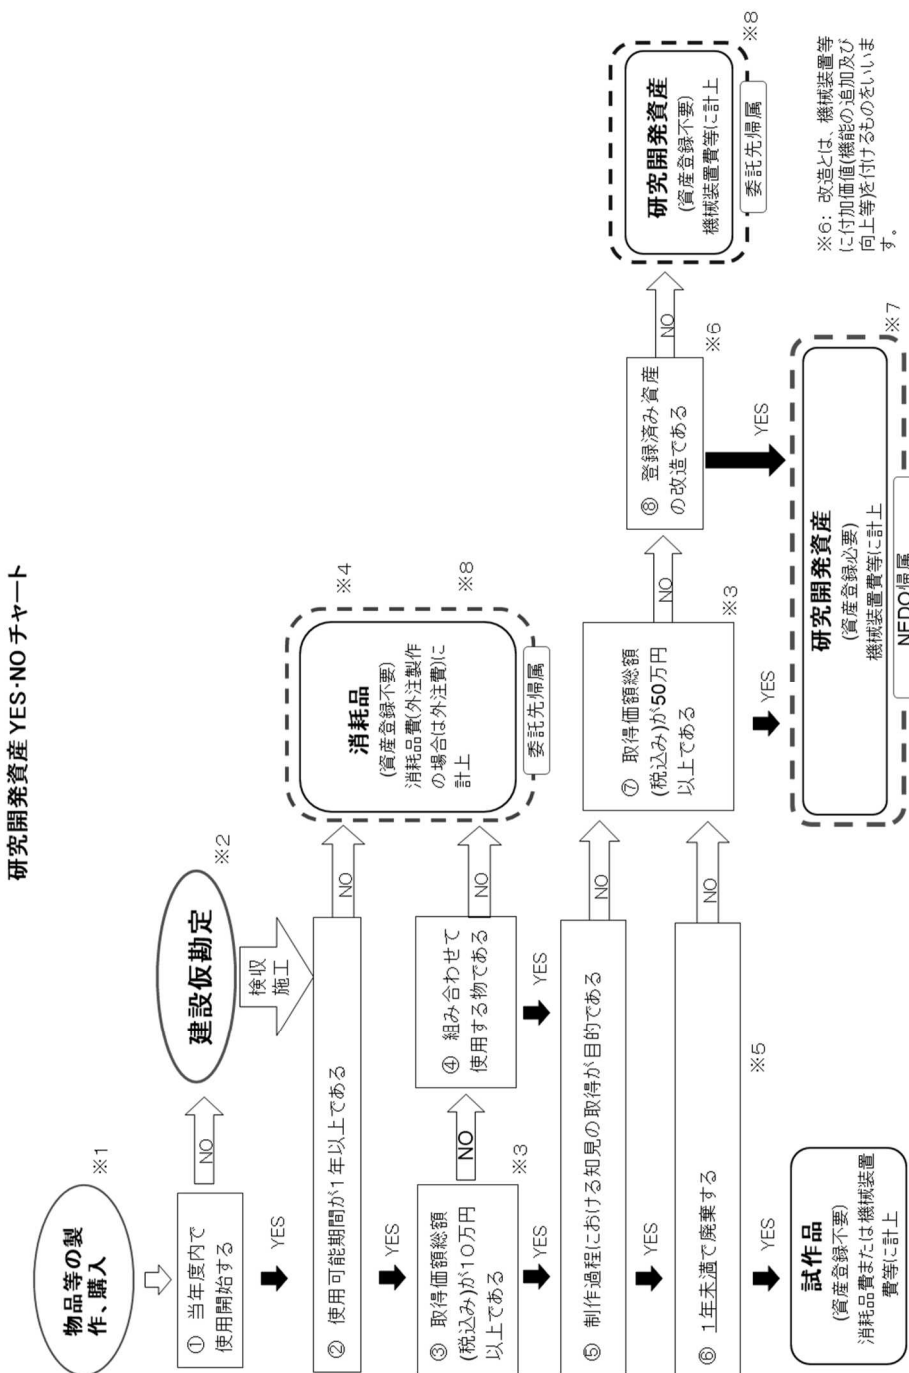 研究開発資産 YES・NO チャート
物品等の製
作、購入
※1
① 当年度内で
使用開始する
NO
建設仮勘定
※2
検収
施工
YES
② 使用可能期間が1年以上である
NO
消耗品
(資産登録不要)
消耗品費(外注製作
の場合は外注費)に
計上
委託先帰属
※4
※8
YES
③ 取得価額総額
(税込み)が10万円
以上である
※3
NO
④ 組み合わせて
使用する物である
NO
YES
YES
⑤ 制作過程における知見の取得が目的である
NO
⑦ 取得価額総額
(税込み)が50万円
以上である
※3
NO
⑧ 登録済み資産
の改造である
※6
NO
研究開発資産
(資産登録不要)
機械装置費等に計上
委託先帰属
※8
YES
⑥ 1年未満で廃棄する
※5
NO
YES
YES
YES
試作品
(資産登録不要)
消耗品費または機械装置
費等に計上
研究開発資産
(資産登録必要)
機械装置費等に計上
NEDO帰属
※7
※6: 改造とは、機械装置等
に付加価値(機能の追加及び
向上等)を付けるものをいいま
す。